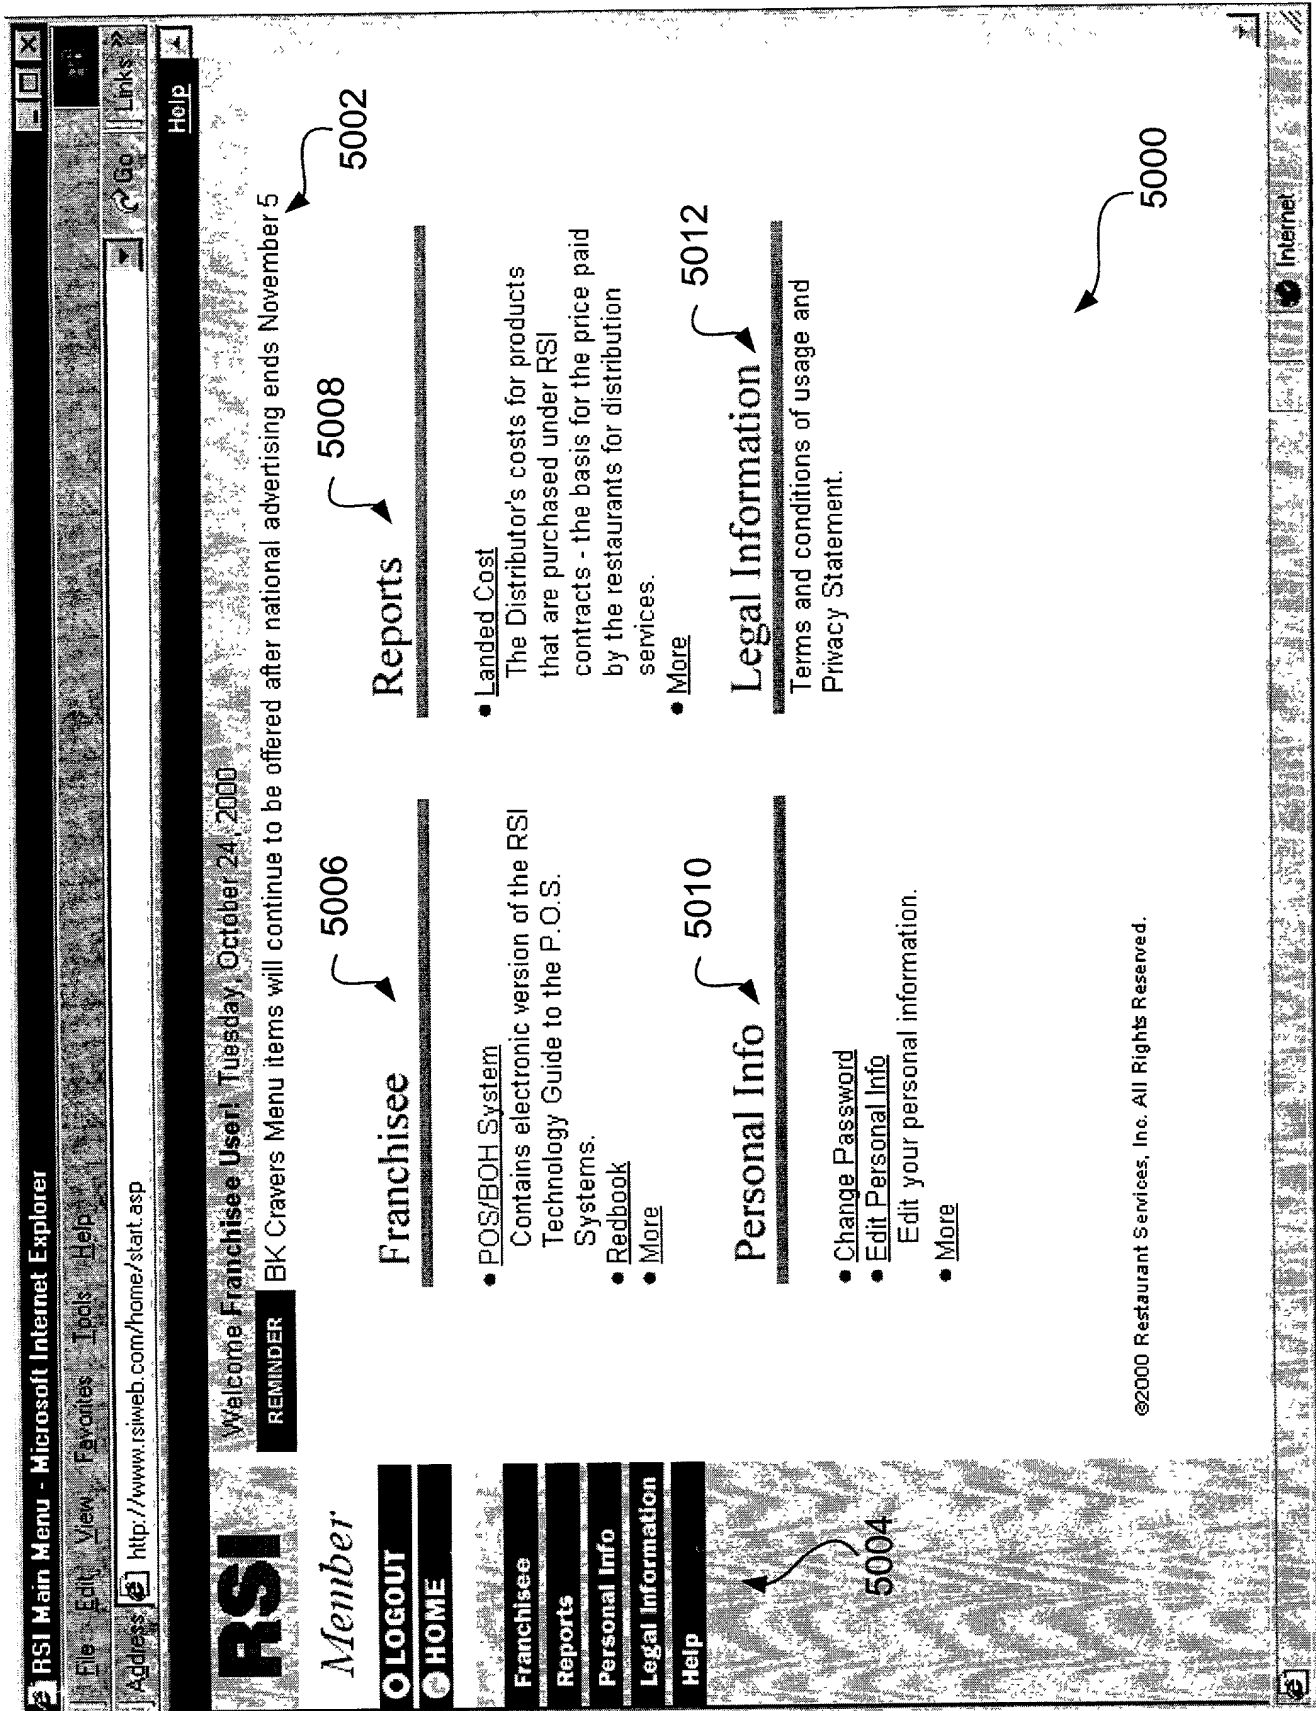 RSI Main Menu - Microsoft Internet Explorer
File Edit View Favorites Tools Help
Address http://www.rsiweb.com/home/start.asp Go Links »
Help
RSI
Welcome Franchisee User! Tuesday, October 24, 2000
REMINDER BK Cravers Menu items will continue to be offered after national advertising ends November 5
5002
Member
LOGOUT
HOME
Franchisee
Reports
Personal Info
Legal Information
Help
5004
Franchisee
5006
• POS/BOH System
Contains electronic version of the RSI
Technology Guide to the P.O.S.
Systems.
• Redbook
• More
Reports
5008
• Landed Cost
The Distributor's costs for products
that are purchased under RSI
contracts - the basis for the price paid
by the restaurants for distribution
services.
• More
Personal Info
5010
• Change Password
• Edit Personal Info
Edit your personal information.
• More
Legal Information
5012
Terms and conditions of usage and
Privacy Statement.
5000
©2000 Restaurant Services, Inc. All Rights Reserved.
Internet